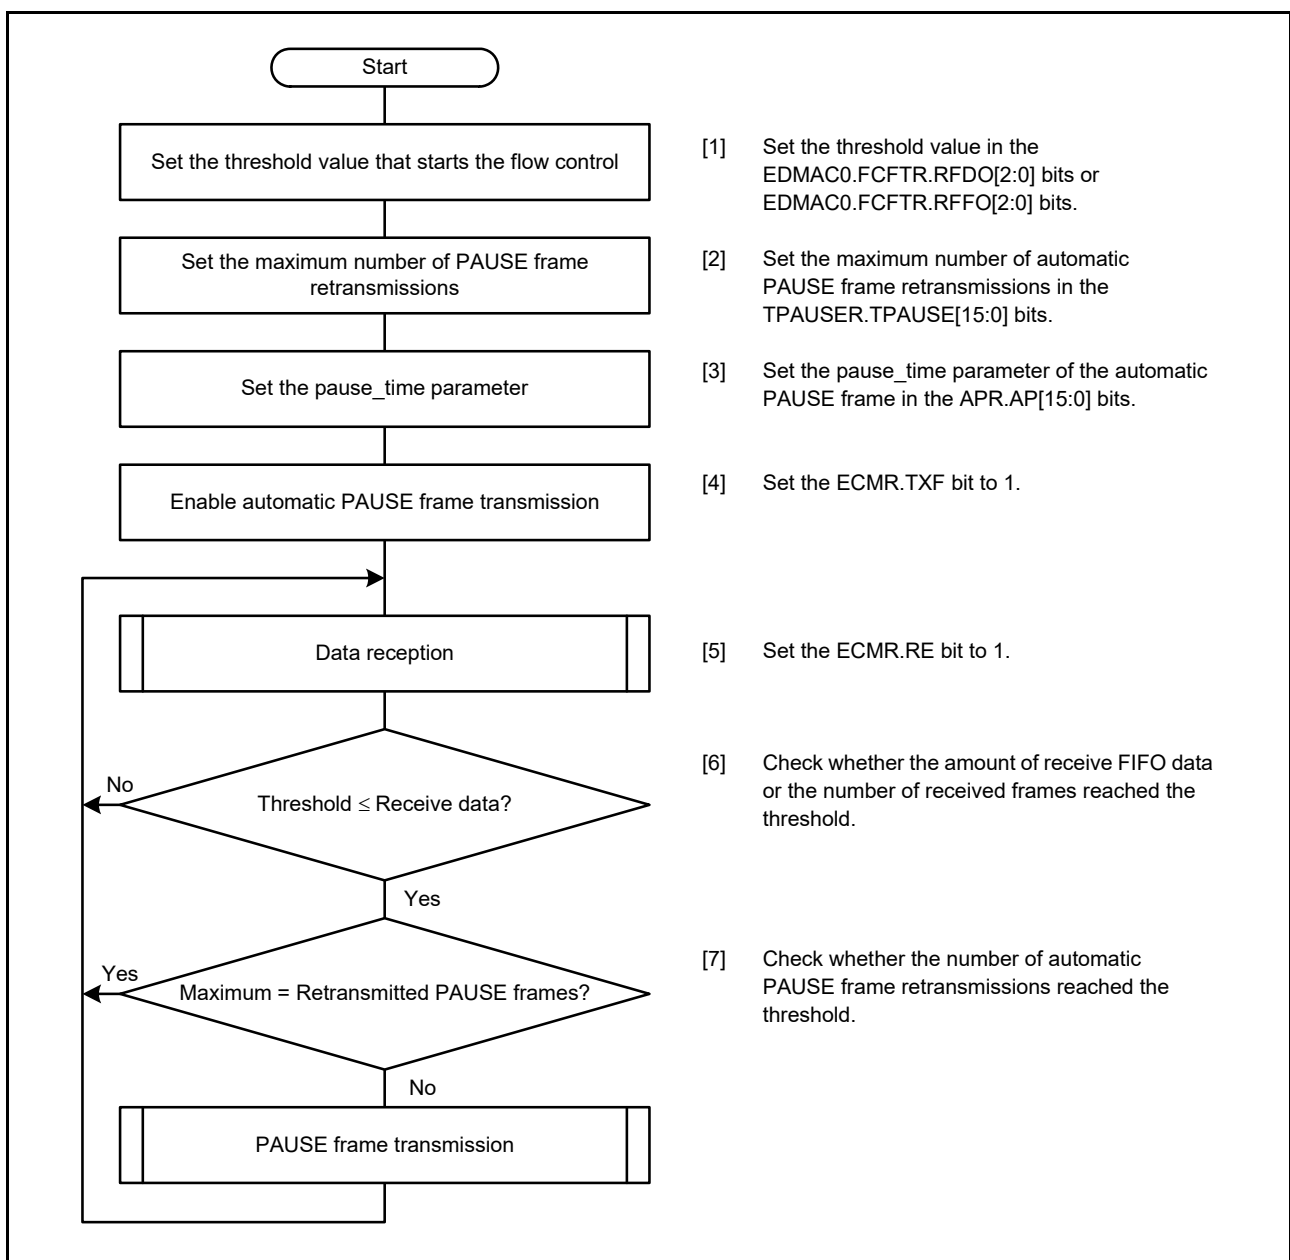 Start
Set the threshold value that starts the flow control
[1] Set the threshold value in the
EDMAC0.FCFTR.RFDO[2:0] bits or
EDMAC0.FCFTR.RFFO[2:0] bits.
Set the maximum number of PAUSE frame
retransmissions
[2] Set the maximum number of automatic
PAUSE frame retransmissions in the
TPAUSER.TPAUSE[15:0] bits.
Set the pause_time parameter
[3] Set the pause_time parameter of the automatic
PAUSE frame in the APR.AP[15:0] bits.
Enable automatic PAUSE frame transmission
[4] Set the ECMR.TXF bit to 1.
Data reception
[5] Set the ECMR.RE bit to 1.
No
Threshold ≤ Receive data?
[6] Check whether the amount of receive FIFO data
or the number of received frames reached the
threshold.
Yes
Yes
Maximum = Retransmitted PAUSE frames?
[7] Check whether the number of automatic
PAUSE frame retransmissions reached the
threshold.
No
PAUSE frame transmission